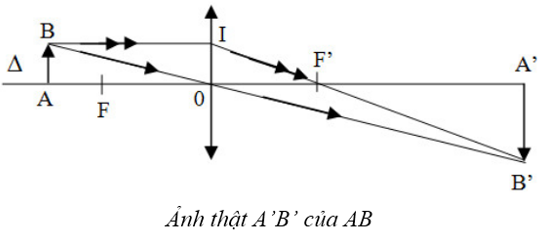 B I F’ A’
Δ
A F 0
B’
Ảnh thật A’B’ của AB